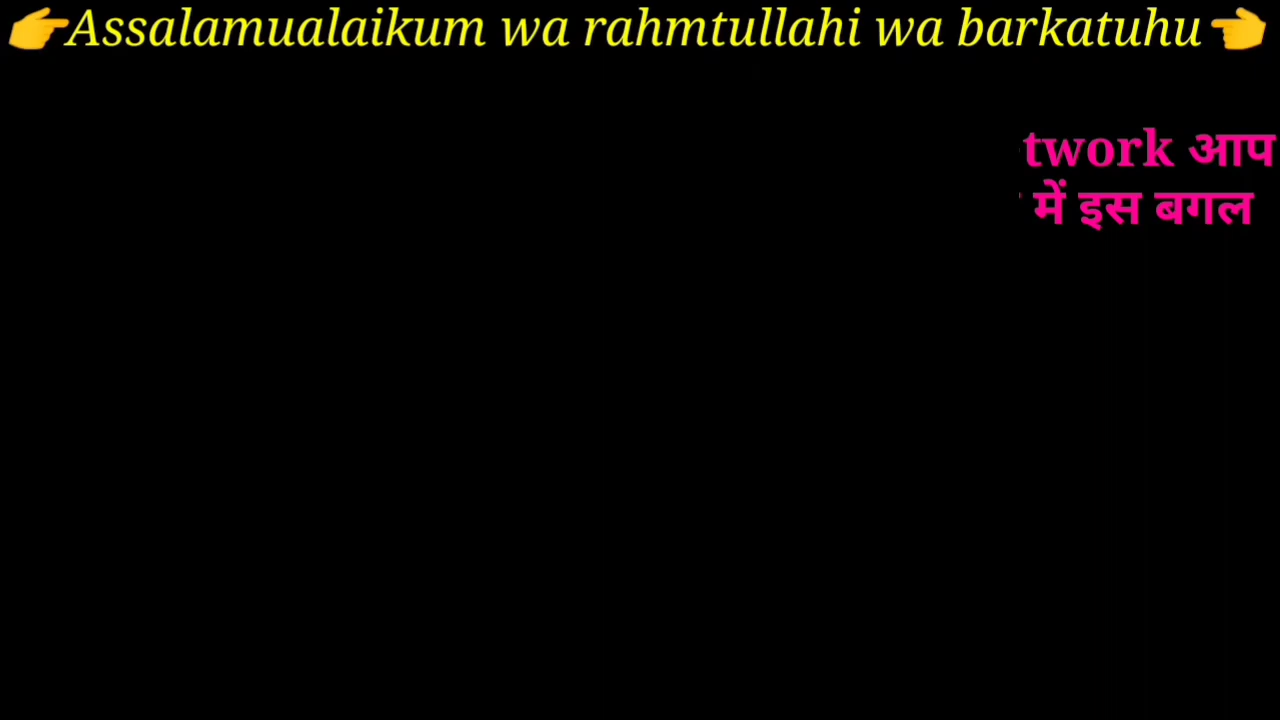 👉Assalamualaikum wa rahmtullahi wa barkatuhu👈
twork आप
में इस बगल